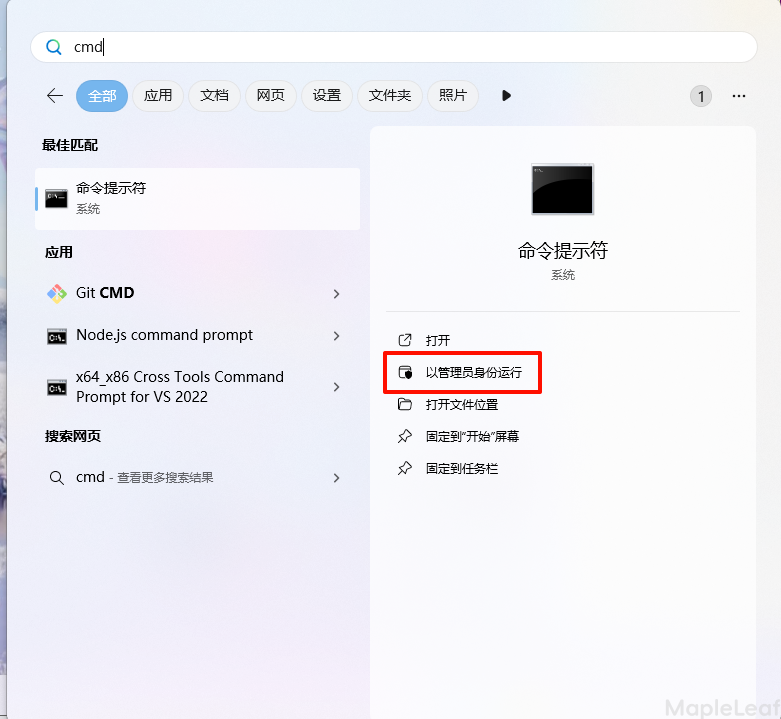 cmd
全部
应用
文档
网页
设置
文件夹
照片
1
最佳匹配
命令提示符
系统
应用
Git CMD
Node.js command prompt
x64_x86 Cross Tools Command
Prompt for VS 2022
搜索网页
cmd - 查看更多搜索结果
命令提示符
系统
打开
以管理员身份运行
打开文件位置
固定到"开始"屏幕
固定到任务栏
MapleLeaf